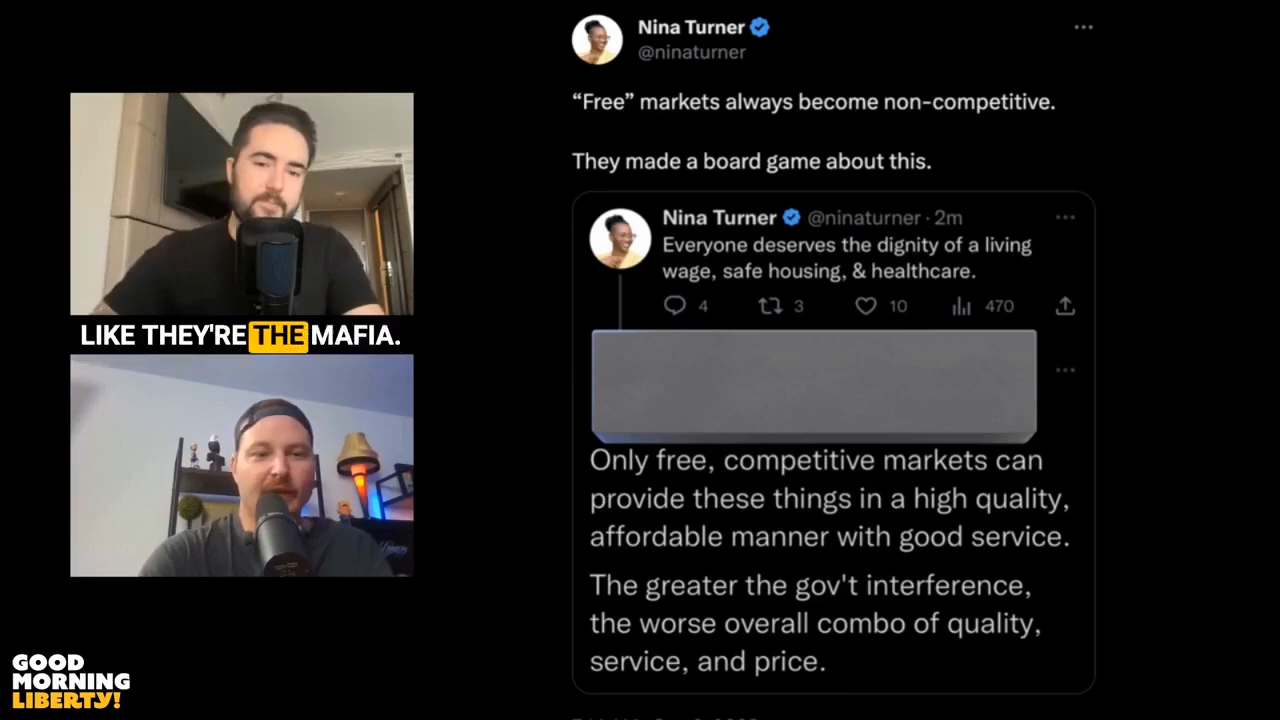 Nina Turner
@ninaturner
“Free” markets always become non-competitive.
They made a board game about this.
Nina Turner @ninaturner · 2m
Everyone deserves the dignity of a living
wage, safe housing, & healthcare.
4 3 10 470
Only free, competitive markets can
provide these things in a high quality,
affordable manner with good service.
The greater the gov't interference,
the worse overall combo of quality,
service, and price.
LIKE THEY'RE THE MAFIA.
GOOD
MORNING
LIBERTY!